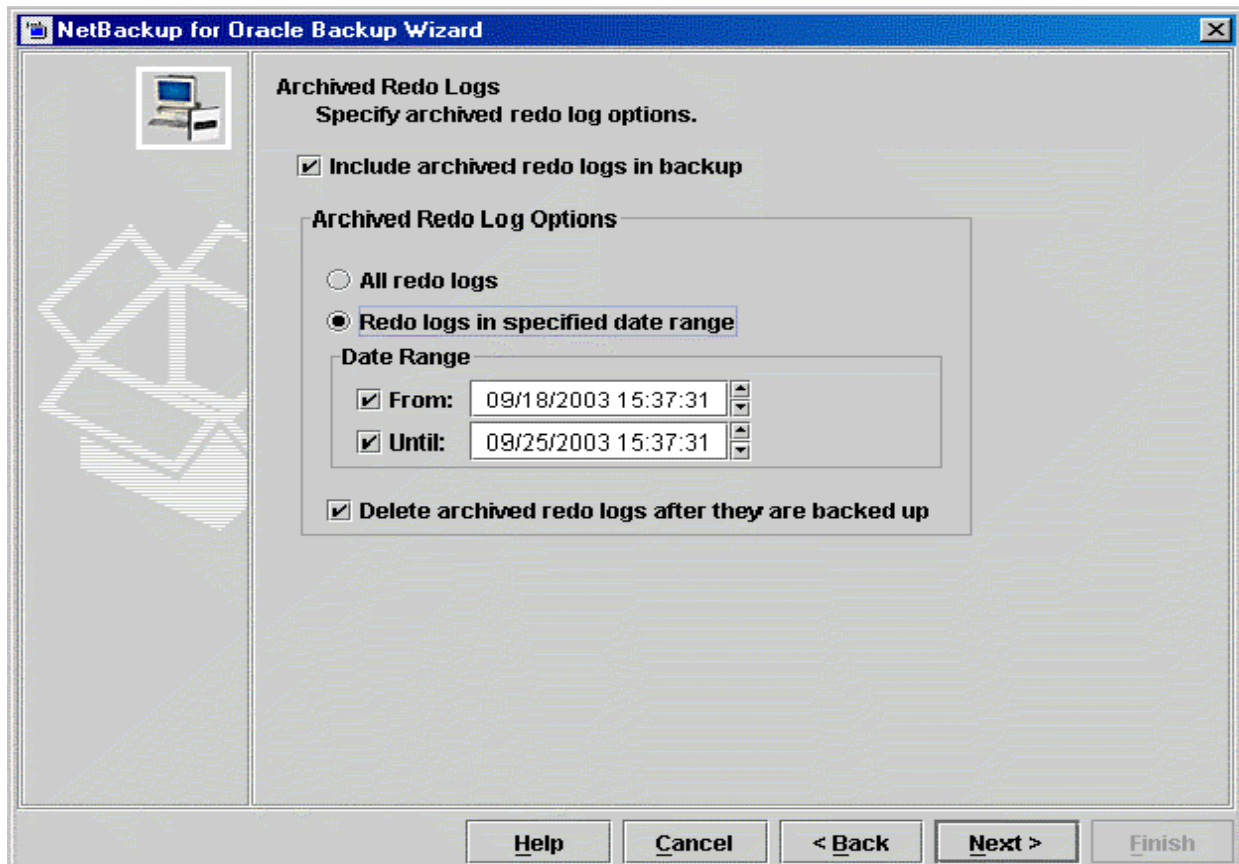 NetBackup for Oracle Backup Wizard
Archived Redo Logs
Specify archived redo log options.
Include archived redo logs in backup
Archived Redo Log Options
All redo logs
Redo logs in specified date range
Date Range
From: 09/18/2003 15:37:31
Until: 09/25/2003 15:37:31
Delete archived redo logs after they are backed up
Help Cancel < Back Next > Finish